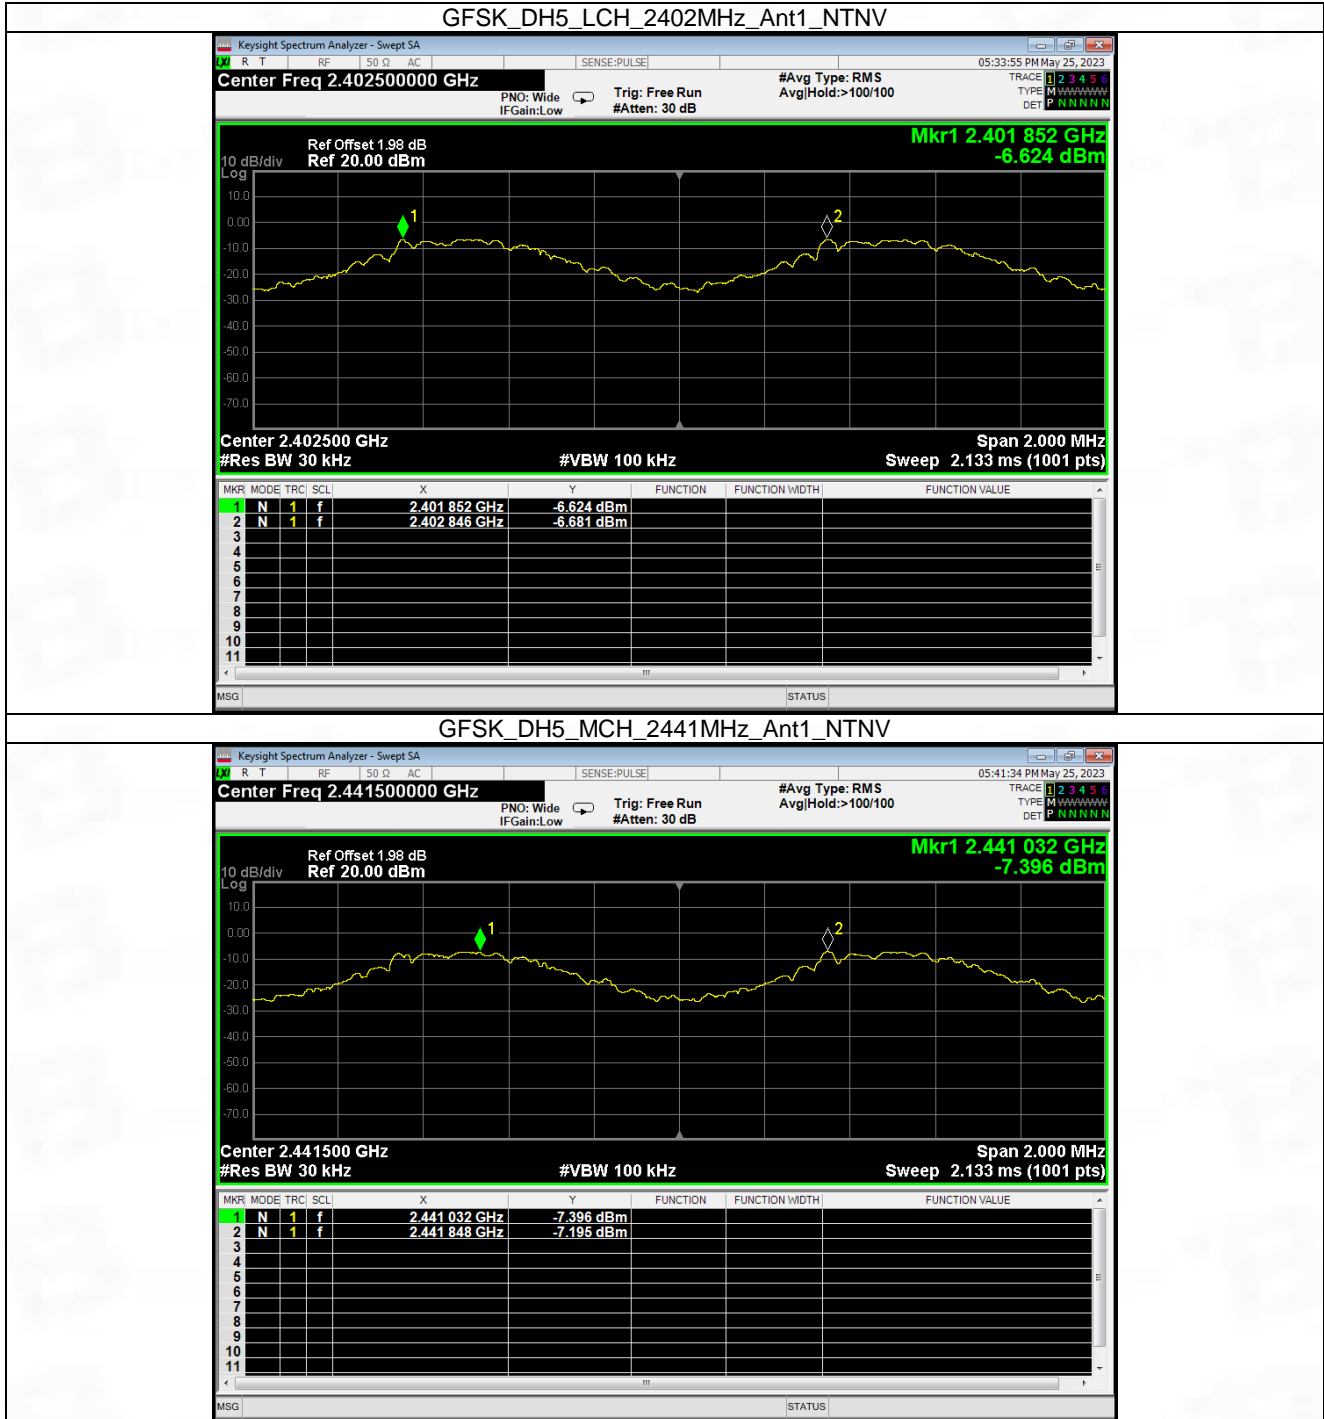 GFSK_DH5_LCH_2402MHz_Ant1_NTNV
Keysight Spectrum Analyzer - Swept SA
LXI R T RF 50 Ω AC SENSE:PULSE 05:33:55 PM May 25, 2023
Center Freq 2.402500000 GHz #Avg Type: RMS TRACE 1 2 3 4 5 6
PNO: Wide Trig: Free Run Avg|Hold:>100/100 TYPE M WWWWW
IFGain:Low #Atten: 30 dB DET P N N N N N
Mkr1 2.401 852 GHz
Ref Offset 1.98 dB
10 dB/div Ref 20.00 dBm -6.624 dBm
Log
10.0
1 2
0.00
-10.0
-20.0
-30.0
-40.0
-50.0
-60.0
-70.0
Center 2.402500 GHz Span 2.000 MHz
#Res BW 30 kHz #VBW 100 kHz Sweep 2.133 ms (1001 pts)
MKR MODE TRC SCL X Y FUNCTION FUNCTION WIDTH FUNCTION VALUE
1 N 1 f 2.401 852 GHz -6.624 dBm
2 N 1 f 2.402 846 GHz -6.681 dBm
3
4
5
6
7
8
9
10
11
MSG STATUS
GFSK_DH5_MCH_2441MHz_Ant1_NTNV
Keysight Spectrum Analyzer - Swept SA
LXI R T RF 50 Ω AC SENSE:PULSE 05:41:34 PM May 25, 2023
Center Freq 2.441500000 GHz #Avg Type: RMS TRACE 1 2 3 4 5 6
PNO: Wide Trig: Free Run Avg|Hold:>100/100 TYPE M WWWWW
IFGain:Low #Atten: 30 dB DET P N N N N N
Mkr1 2.441 032 GHz
Ref Offset 1.98 dB
10 dB/div Ref 20.00 dBm -7.396 dBm
Log
10.0
1 2
0.00
-10.0
-20.0
-30.0
-40.0
-50.0
-60.0
-70.0
Center 2.441500 GHz Span 2.000 MHz
#Res BW 30 kHz #VBW 100 kHz Sweep 2.133 ms (1001 pts)
MKR MODE TRC SCL X Y FUNCTION FUNCTION WIDTH FUNCTION VALUE
1 N 1 f 2.441 032 GHz -7.396 dBm
2 N 1 f 2.441 848 GHz -7.195 dBm
3
4
5
6
7
8
9
10
11
MSG STATUS